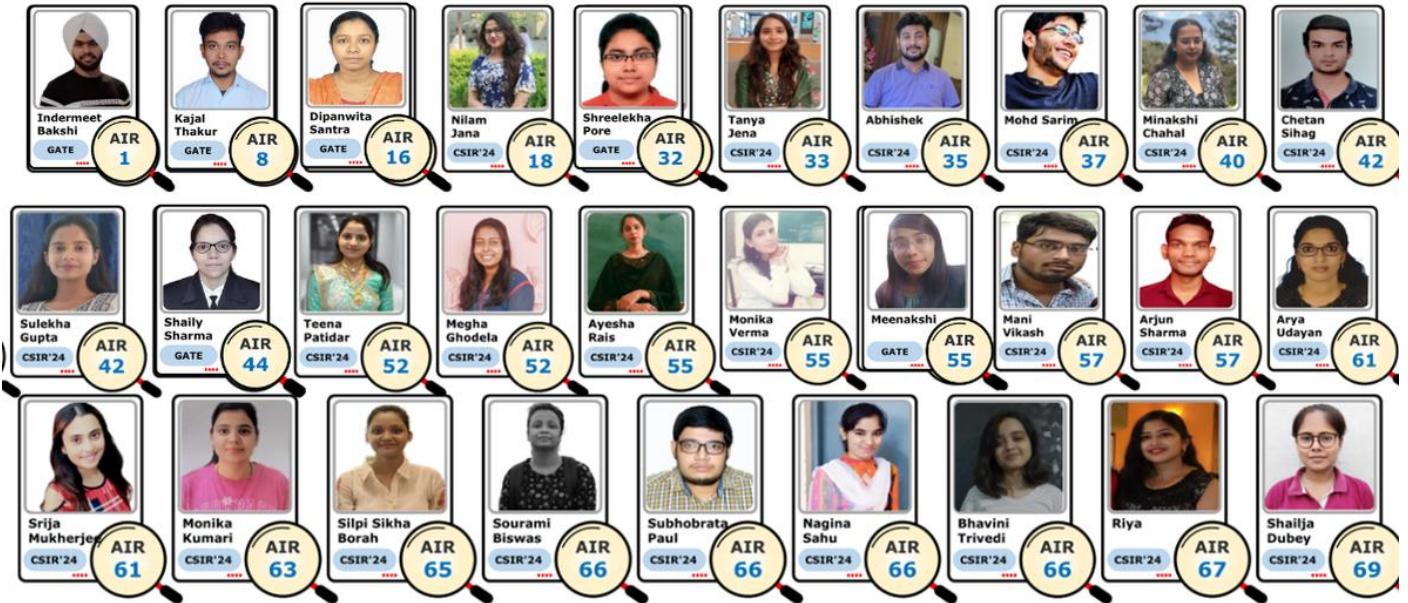 Indermeet
Bakshi
GATE
AIR
1
Kajal
Thakur
GATE
AIR
8
Dipanwita
Santra
GATE
AIR
16
Nilam
Jana
CSIR'24
AIR
18
Shreelekha
Pore
GATE
AIR
32
Tanya
Jena
CSIR'24
AIR
33
Abhishek
CSIR'24
AIR
35
Mohd Sarim
CSIR'24
AIR
37
Minakshi
Chahal
CSIR'24
AIR
40
Chetan
Sihag
CSIR'24
AIR
42
Sulekha
Gupta
CSIR'24
AIR
42
Shaily
Sharma
GATE
AIR
44
Teena
Patidar
CSIR'24
AIR
52
Megha
Ghodela
CSIR'24
AIR
52
Ayesha
Rais
CSIR'24
AIR
55
Monika
Verma
CSIR'24
AIR
55
Meenakshi
GATE
AIR
55
Mani
Vikash
CSIR'24
AIR
57
Arjun
Sharma
CSIR'24
AIR
57
Arya
Udayan
CSIR'24
AIR
61
Srija
Mukherjee
CSIR'24
AIR
61
Monika
Kumari
CSIR'24
AIR
63
Silpi Sikha
Borah
CSIR'24
AIR
65
Sourami
Biswas
CSIR'24
AIR
66
Subhobrata
Paul
CSIR'24
AIR
66
Nagina
Sahu
CSIR'24
AIR
66
Bhavini
Trivedi
CSIR'24
AIR
66
Riya
CSIR'24
AIR
67
Shailja
Dubey
CSIR'24
AIR
69